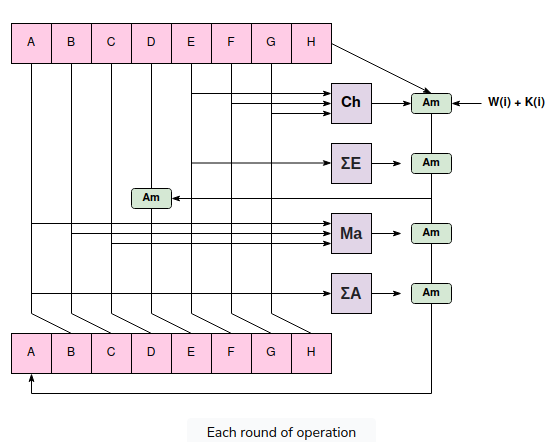 A B C D E F G H
Ch Am W(i) + K(i)
ΣE Am
Am
Ma Am
ΣA Am
A B C D E F G H
Each round of operation